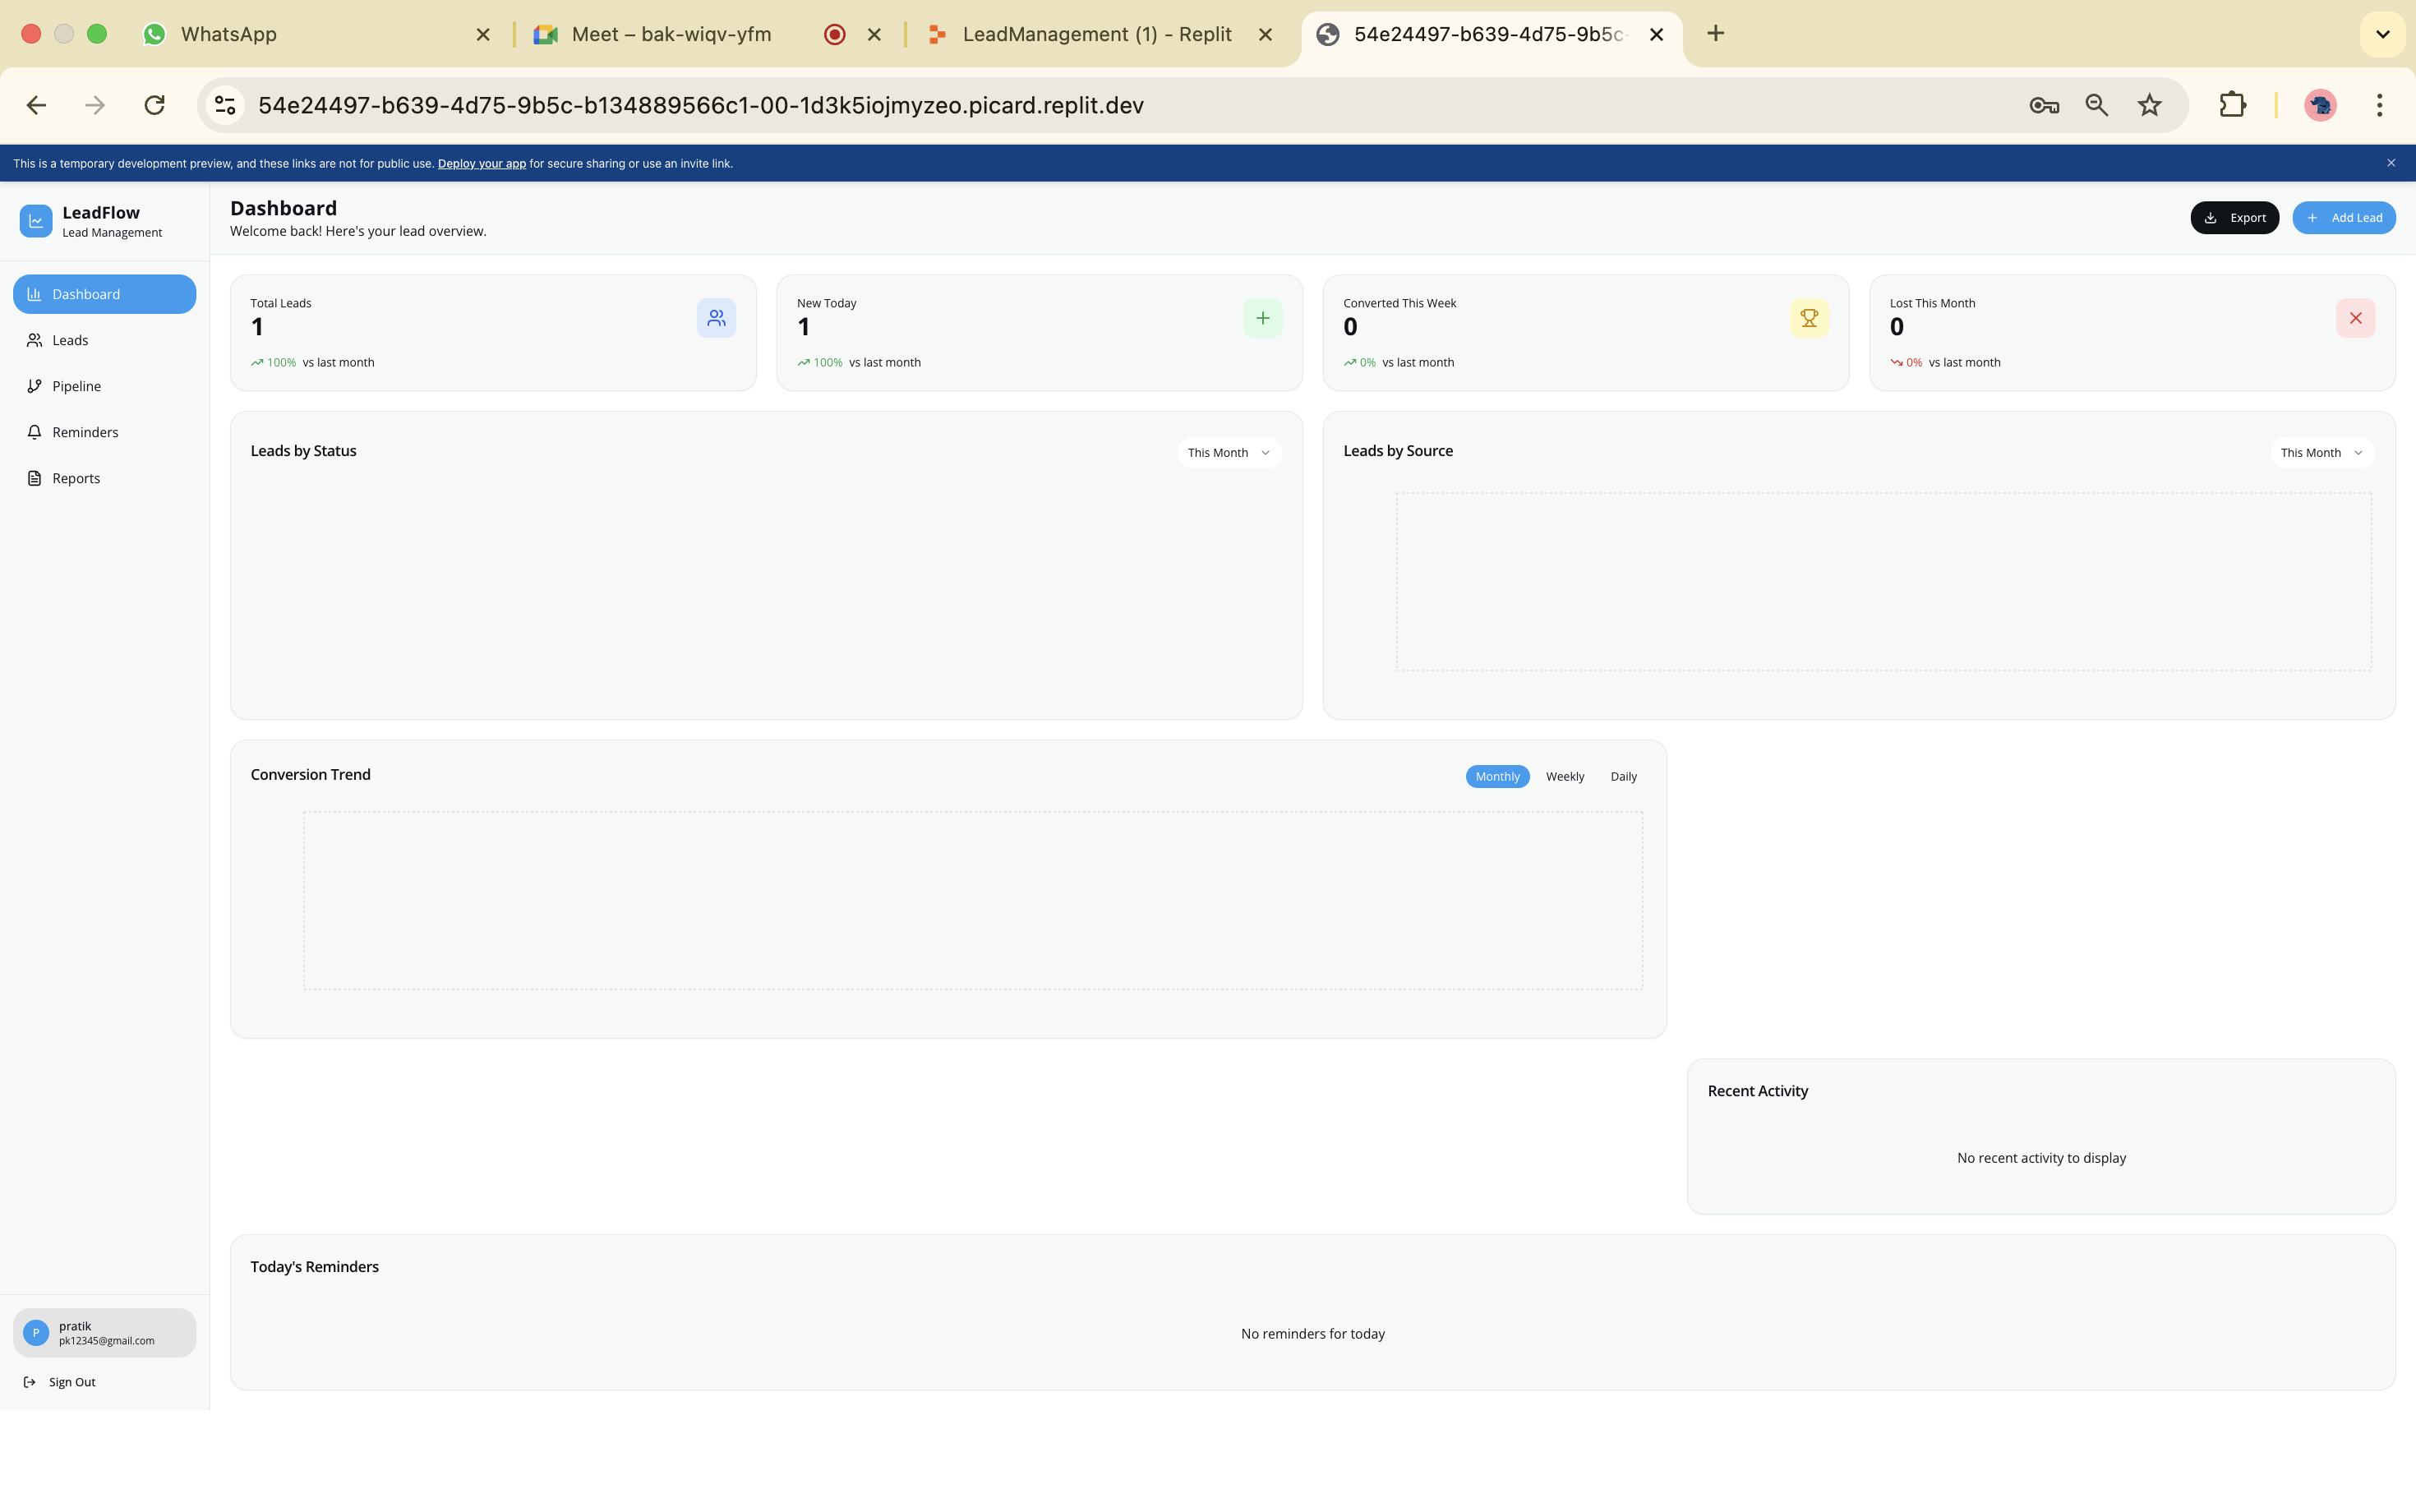 WhatsApp
Meet – bak-wiqv-yfm
LeadManagement (1) - Replit
54e24497-b639-4d75-9b5c-
54e24497-b639-4d75-9b5c-b134889566c1-00-1d3k5iojmyzeo.picard.replit.dev
This is a temporary development preview, and these links are not for public use. Deploy your app for secure sharing or use an invite link.
LeadFlow
Lead Management
Dashboard
Leads
Pipeline
Reminders
Reports
Dashboard
Welcome back! Here's your lead overview.
Export
Add Lead
Total Leads
1
100% vs last month
New Today
1
100% vs last month
Converted This Week
0
0% vs last month
Lost This Month
0
0% vs last month
Leads by Status
This Month
Leads by Source
This Month
Conversion Trend
Monthly Weekly Daily
Recent Activity
No recent activity to display
Today's Reminders
No reminders for today
P
pratik
pk12345@gmail.com
Sign Out